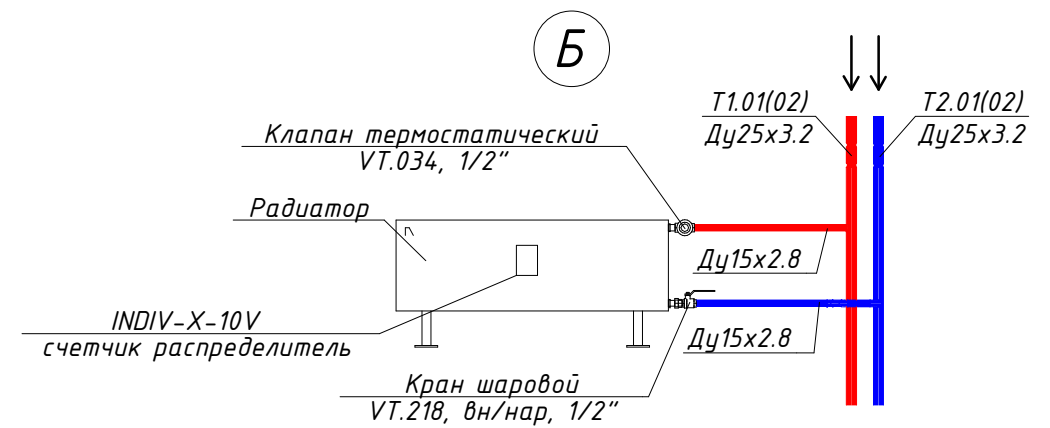 Б
Т1.01(02)
Ду25х3.2
Т2.01(02)
Ду25х3.2
Клапан термостатический
VT.034, 1/2"
Радиатор
Ду15х2.8
INDIV-X-10V
счетчик распределитель
Ду15х2.8
Кран шаровой
VT.218, вн/нар, 1/2"